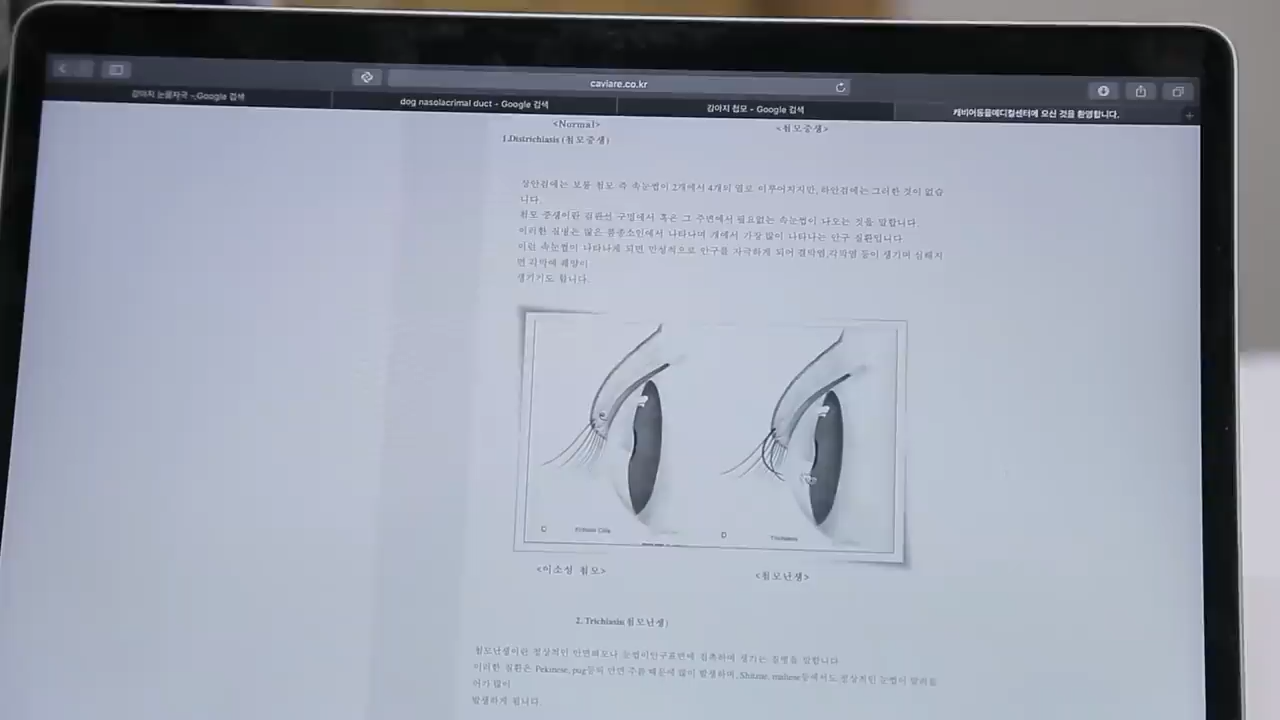 caviare.co.kr
강아지 눈물자극 - Google 검색
dog nasolacrimal duct - Google 검색
강아지 첩모 - Google 검색
캐비어동물메디컬센터에 오신 것을 환영합니다.
<Normal>
<첩모중생>
1.Districhiasis (첩모중생)
상안검에는 보통 첩모 즉 속눈썹이 2개에서 4개의 열로 이루어지지만, 하안검에는 그러한 것이 없습
니다.
첩모 중생이란 검판선 구멍에서 혹은 그 주변에서 필요없는 속눈썹이 나오는 것을 말합니다.
이러한 질병은 많은 품종소인에서 나타나며 개에서 가장 많이 나타나는 안구 질환입니다
이런 속눈썹이 나타나게 되면 만성적으로 안구를 자극하게 되어 결막염,각막염 등이 생기며 심해지
면 각막에 궤양이
생기기도 합니다.
C
Ectopic Cilia
D
Trichiasis
<이소성 첩모>
<첩모난생>
2. Trichiasis(첩모난생)
첩모난생이란 정상적인 안면해모나 눈썹이안구표면에 접촉하여 생기는 질병을 말합니다
이러한 질환은 Pekinese, pug등의 안면 주름 때문에 많이 발생하며, Shitzue, maltese등에서도 정상적인 눈썹이
어가 많이
발생하게 됩니다.